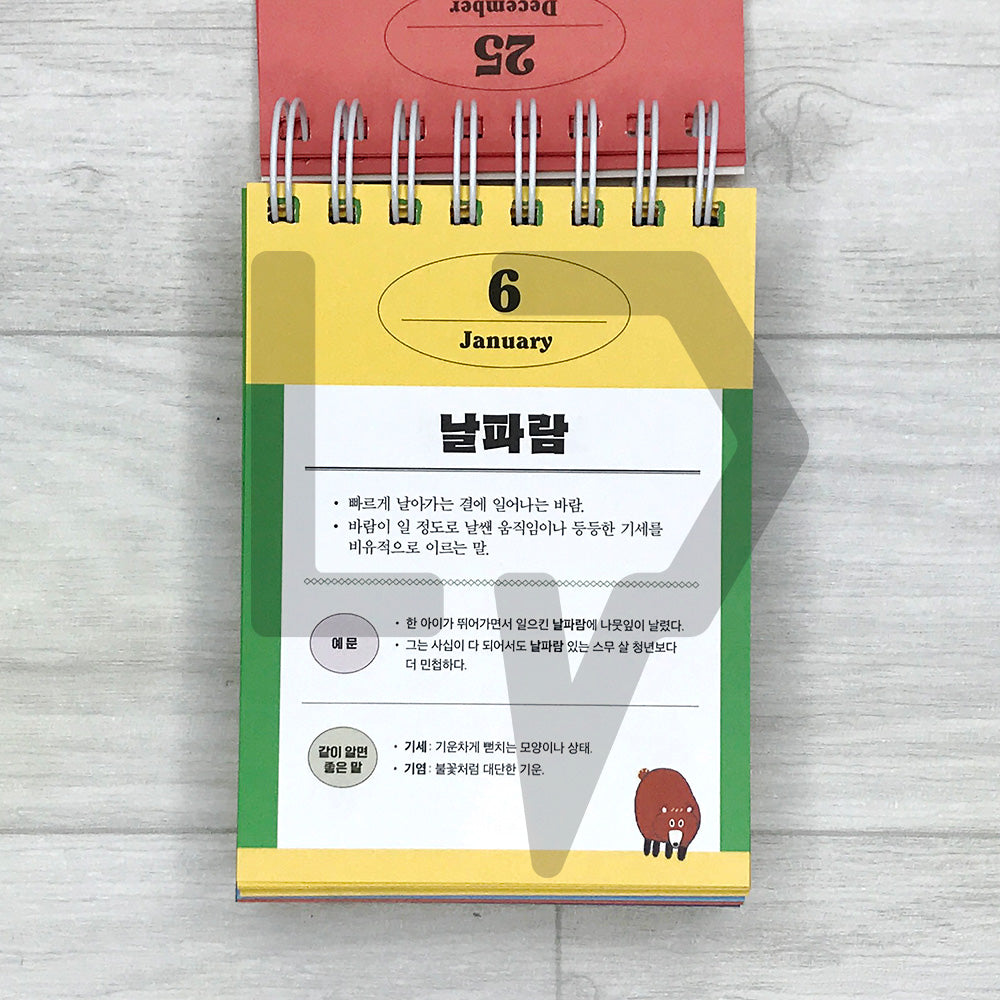 December
25
6
January
날파람
• 빠르게 날아가는 결에 일어나는 바람.
• 바람이 일 정도로 날쌘 움직임이나 등등한 기세를
비유적으로 이르는 말.
예문
• 한 아이가 뛰어가면서 일으킨 날파람에 나뭇잎이 날렸다.
• 그는 사십이 다 되어서도 날파람 있는 스무 살 청년보다
더 민첩하다.
같이 알면
좋은 말
• 기세 : 기운차게 뻗치는 모양이나 상태.
• 기염 : 불꽃처럼 대단한 기운.